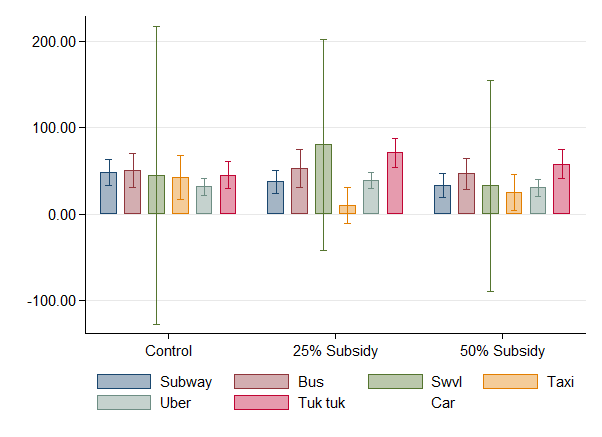 200.00
100.00
0.00
-100.00
Control 25% Subsidy 50% Subsidy
Subway Bus Swvl Taxi
Uber Tuk tuk Car